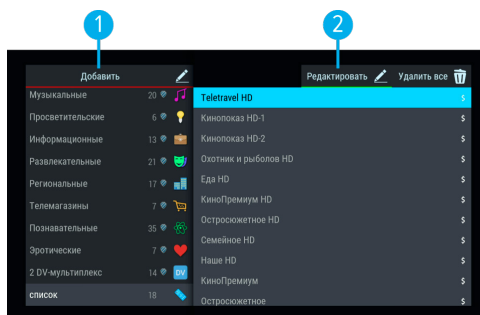 1
2
Добавить
Редактировать
Удалить все
Музыкальные 20
Просветительские 6
Информационные 13
Развлекательные 21
Региональные 17
Телемагазины 7
Познавательные 35
Эротические 7
2 DV-мультиплекс 14 DV
список 18
Teletravel HD $
Кинопоказ HD-1 $
Кинопоказ HD-2 $
Охотник и рыболов HD $
Еда HD $
КиноПремиум HD $
Остросюжетное HD $
Семейное HD $
Наше HD $
КиноПремиум $
Остросюжетное $